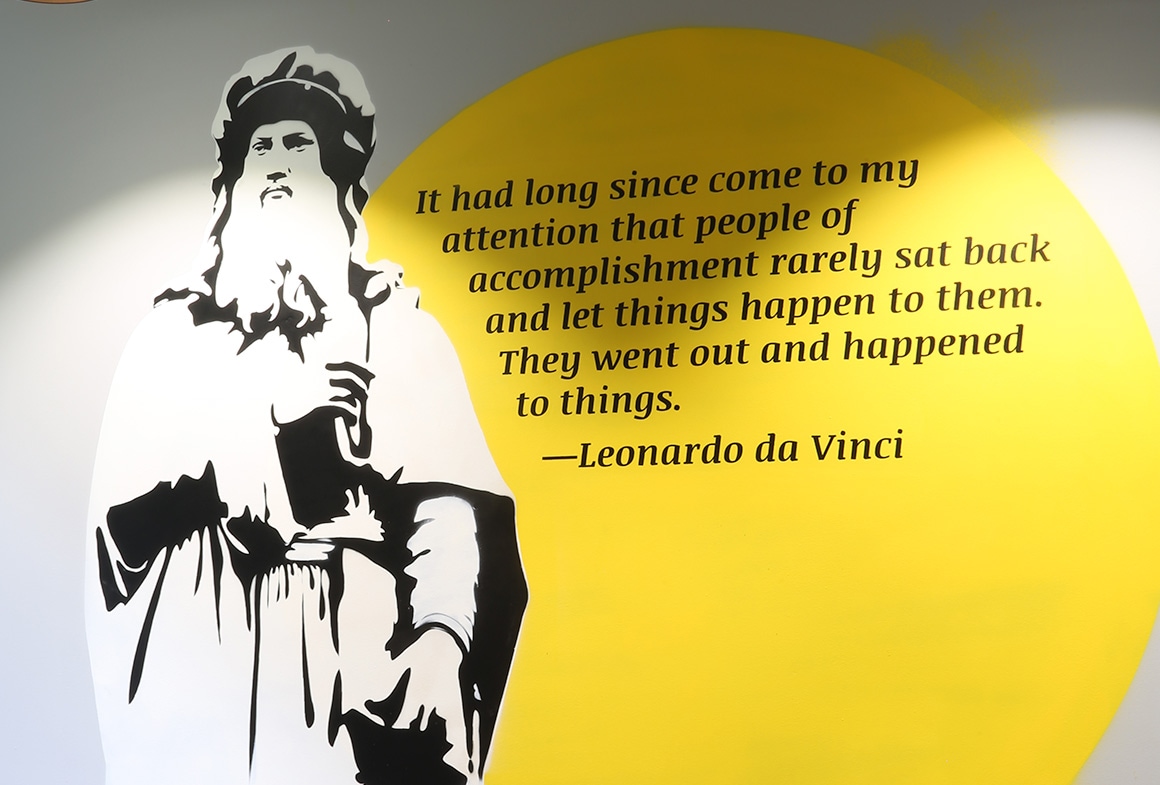 It had long since come to my
attention that people of
accomplishment rarely sat back
and let things happen to them.
They went out and happened
to things.
—Leonardo da Vinci